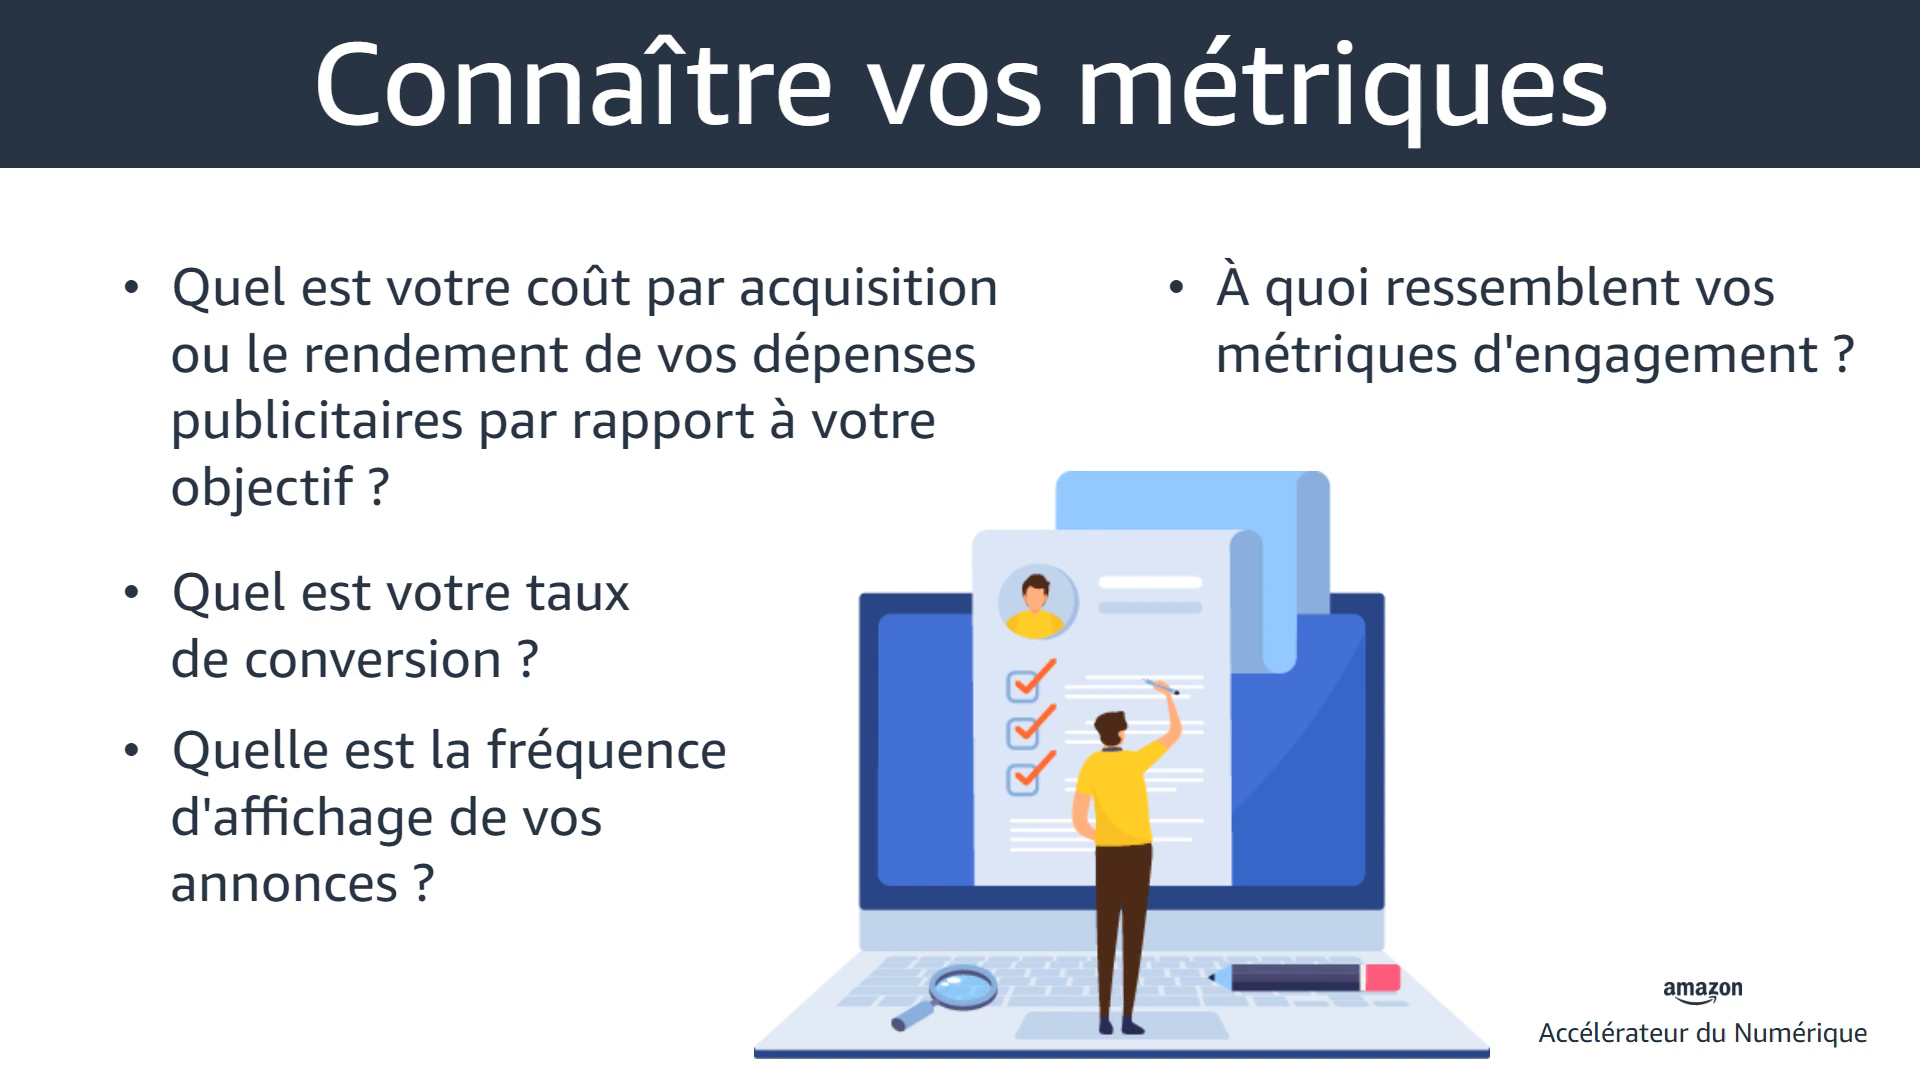 Connaître vos métriques
• Quel est votre coût par acquisition
ou le rendement de vos dépenses
publicitaires par rapport à votre
objectif ?
• Quel est votre taux
de conversion ?
• Quelle est la fréquence
d'affichage de vos
annonces ?
• À quoi ressemblent vos
métriques d'engagement ?
amazon
Accélérateur du Numérique